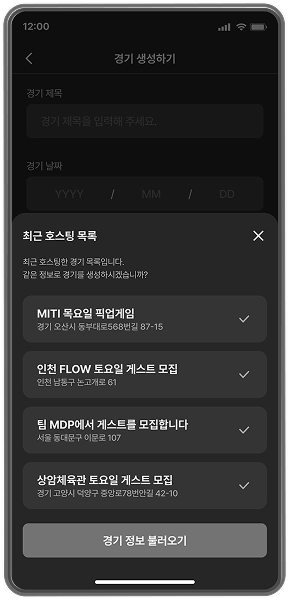 12:00
경기 생성하기
경기 제목
경기 제목을 입력해 주세요.
경기 날짜
YYYY / MM / DD
최근 호스팅 목록
최근 호스팅한 경기 목록입니다.
같은 정보로 경기를 생성하시겠습니까?
MITI 목요일 픽업게임
경기 오산시 동부대로568번길 87-15
인천 FLOW 토요일 게스트 모집
인천 남동구 논고개로 61
팀 MDP에서 게스트를 모집합니다
서울 동대문구 이문로 107
상암체육관 토요일 게스트 모집
경기 고양시 덕양구 중앙로78번안길 42-10
경기 정보 불러오기